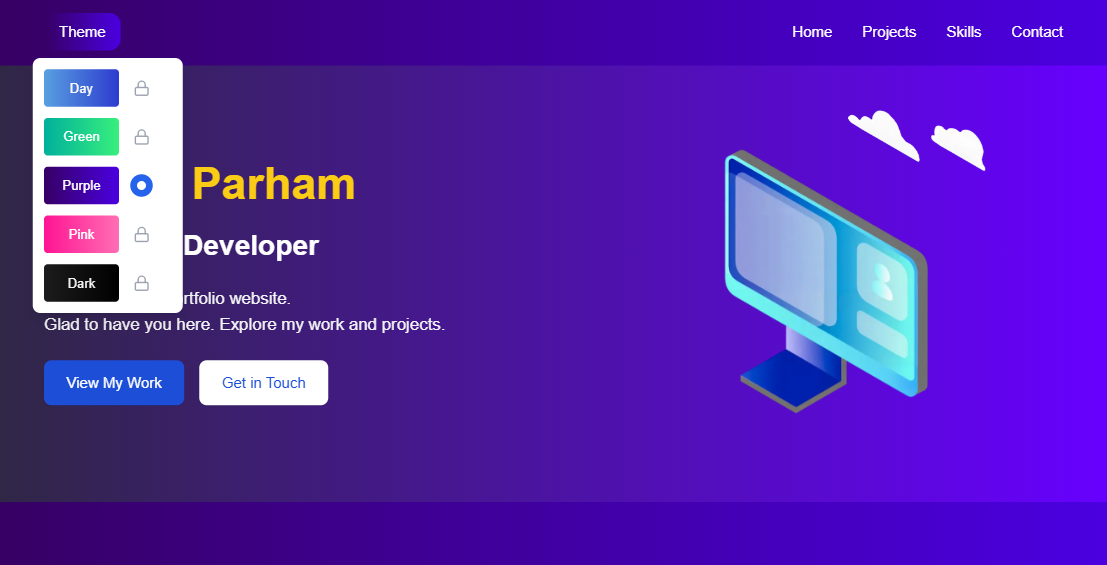 Theme
Home Projects Skills Contact
Day
Green
Purple
Pink
Dark
Parham
Developer
rtfolio website.
Glad to have you here. Explore my work and projects.
View My Work
Get in Touch